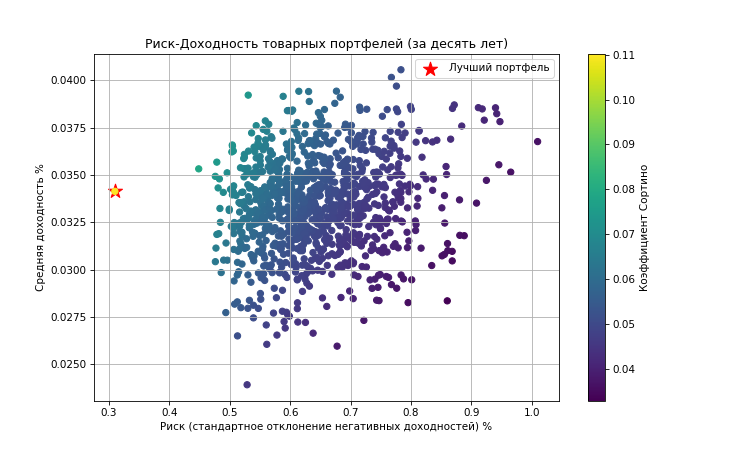 Риск-Доходность товарных портфелей (за десять лет)
Лучший портфель
Средняя доходность %
0.0400
0.0375
0.0350
0.0325
0.0300
0.0275
0.0250
0.3 0.4 0.5 0.6 0.7 0.8 0.9 1.0
Риск (стандартное отклонение негативных доходностей) %
0.11
0.10
0.09
0.08
0.07
0.06
0.05
0.04
Коэффициент Сортино